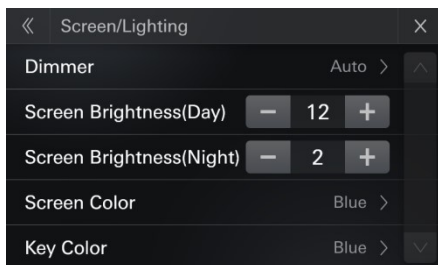 Screen/Lighting
Dimmer Auto
Screen Brightness(Day) − 12 +
Screen Brightness(Night) − 2 +
Screen Color Blue
Key Color Blue